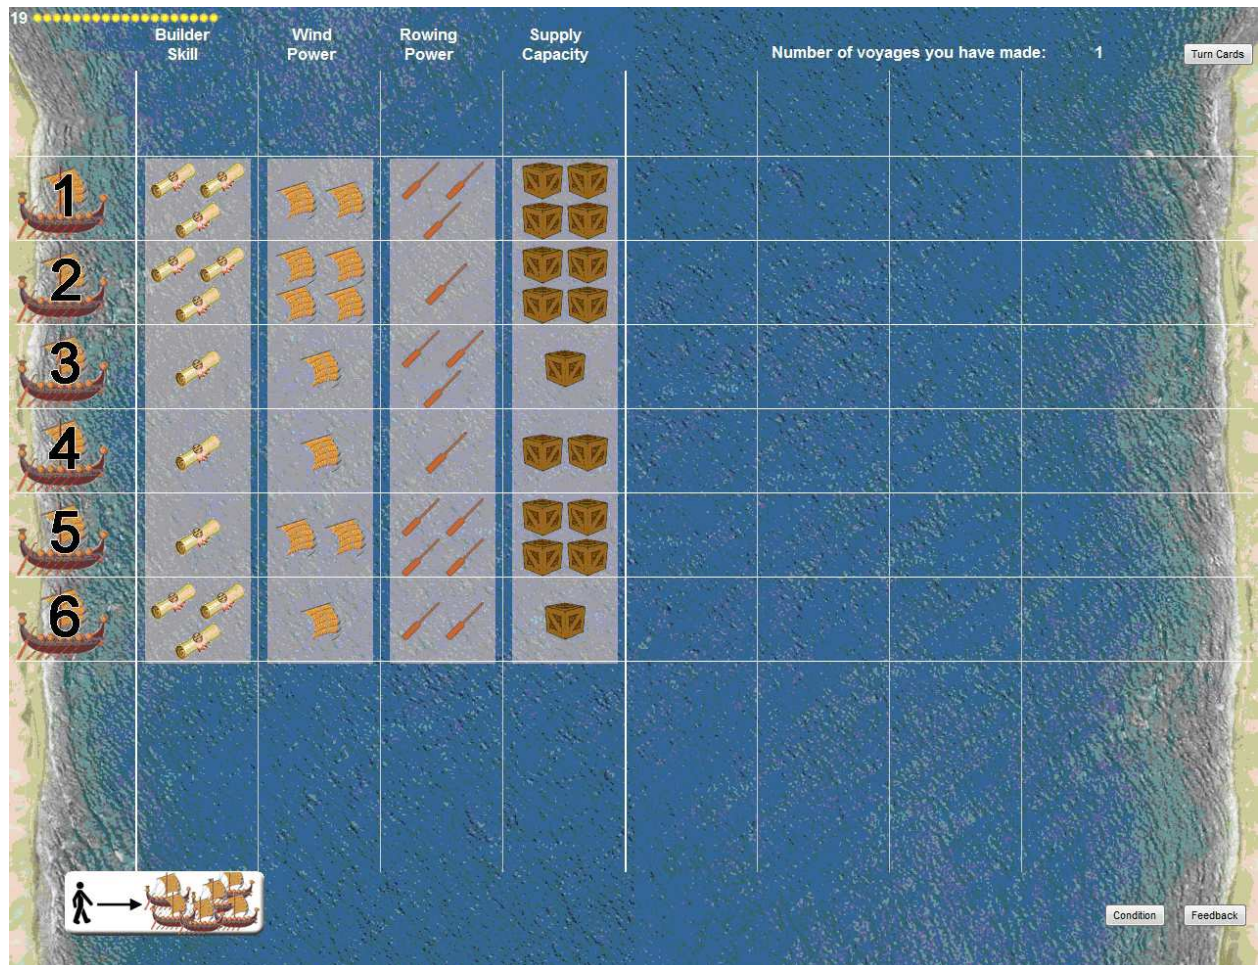 19
Builder Skill
Wind Power
Rowing Power
Supply Capacity
Number of voyages you have made: 1
Turn Cards
1
2
3
4
5
6
Condition
Feedback